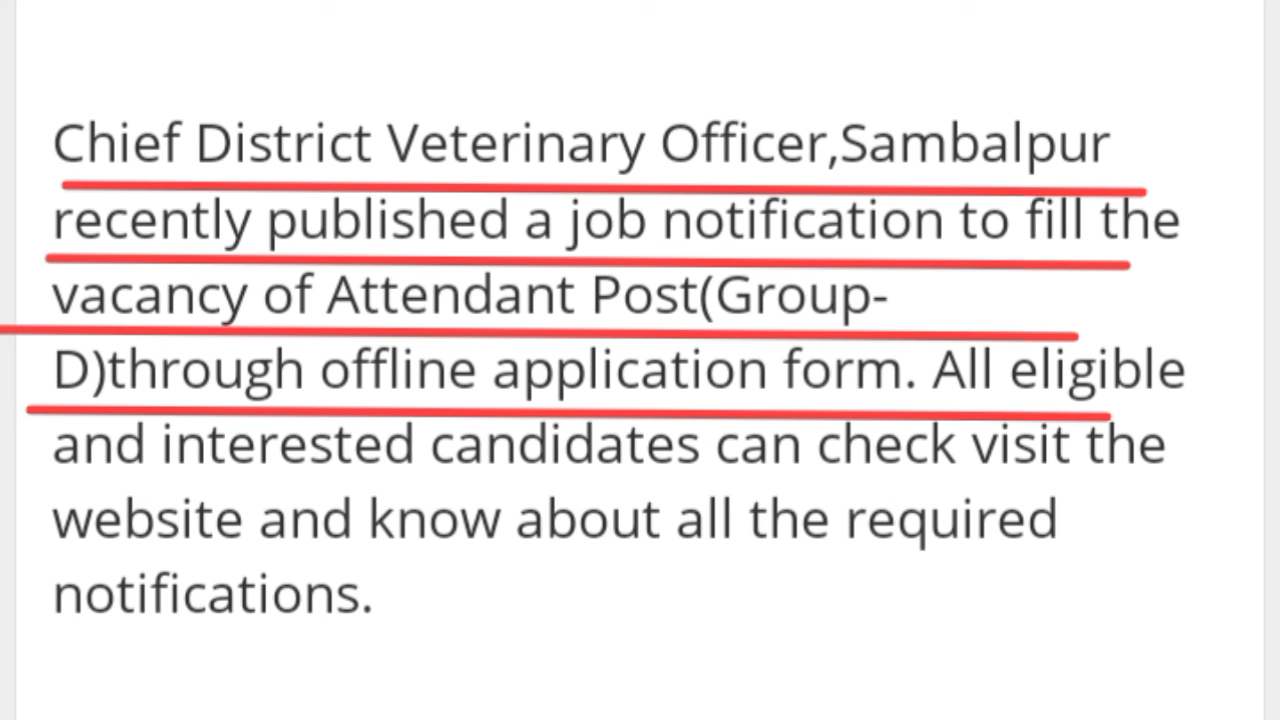 Chief District Veterinary Officer,Sambalpur
recently published a job notification to fill the
vacancy of Attendant Post(Group-
D)through offline application form. All eligible
and interested candidates can check visit the
website and know about all the required
notifications.